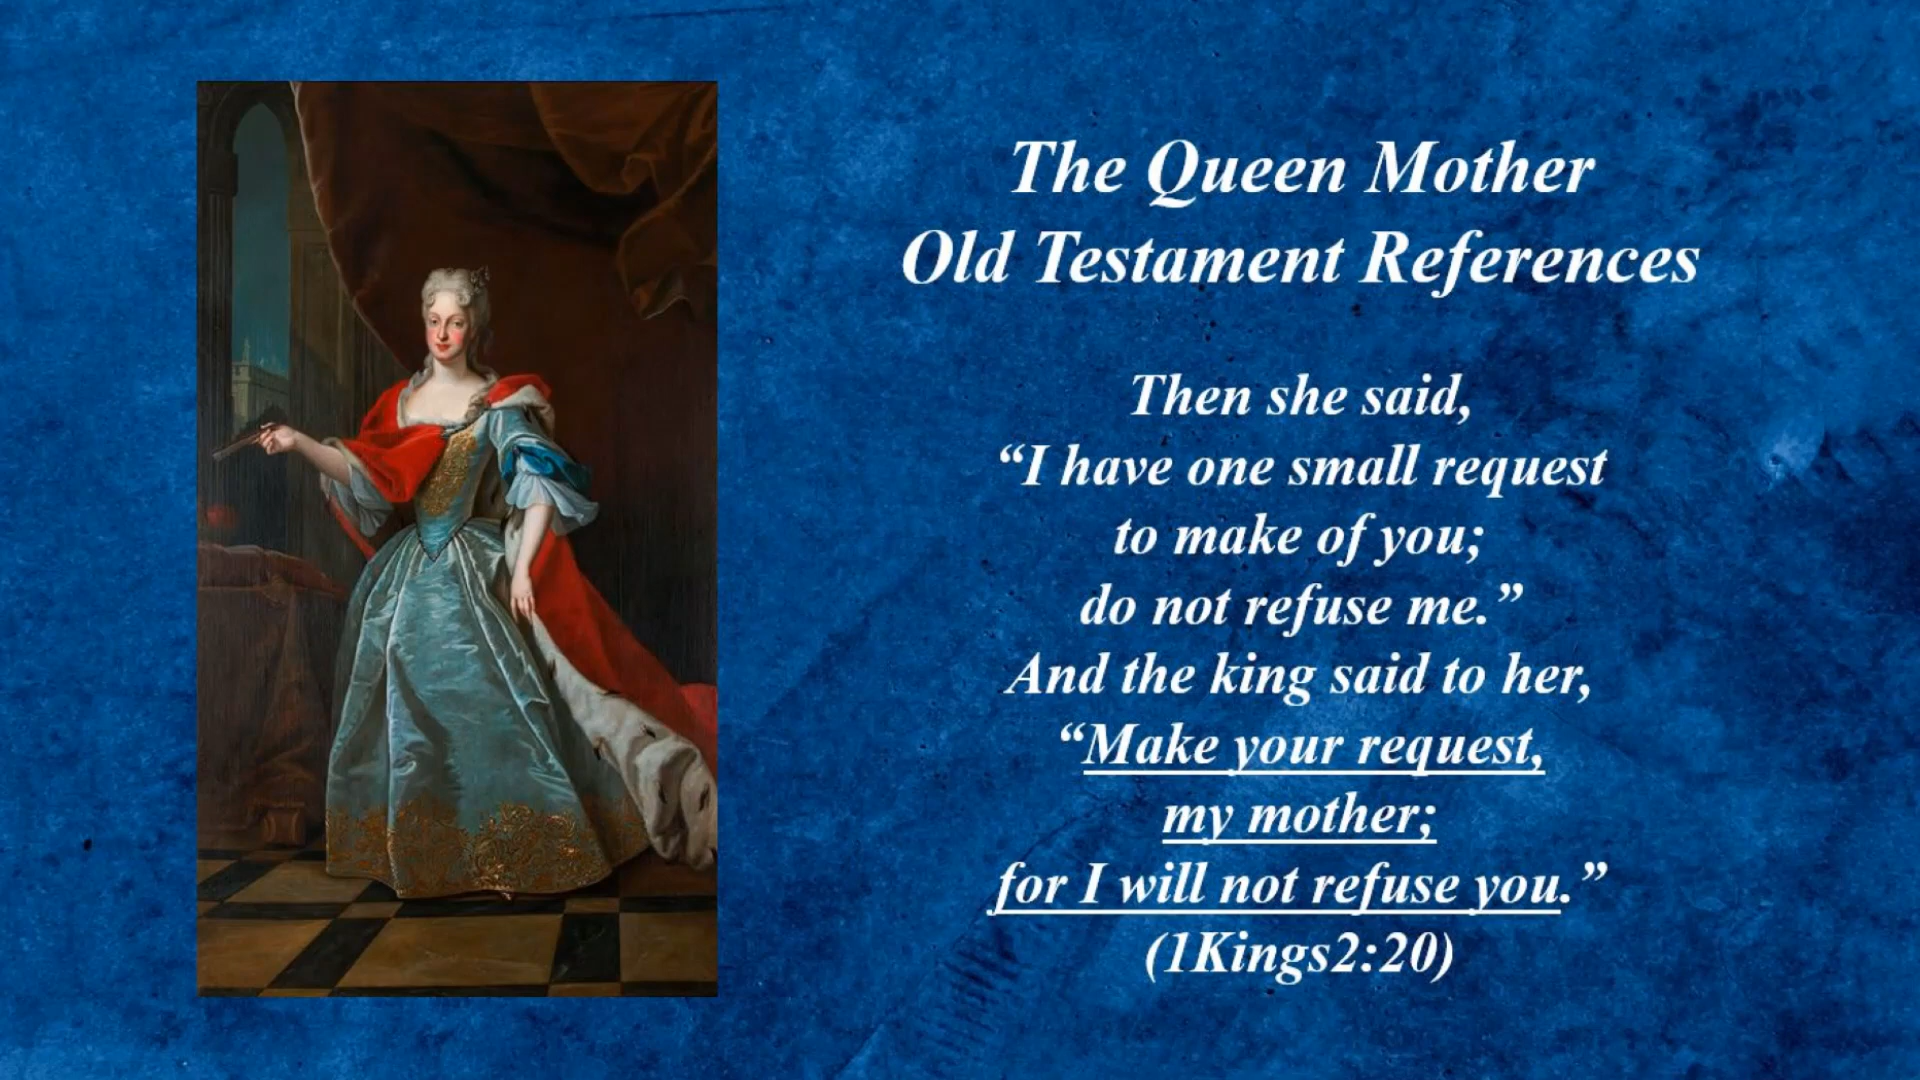 The Queen Mother
Old Testament References
Then she said,
“I have one small request
to make of you;
do not refuse me.”
And the king said to her,
“Make your request,
my mother;
for I will not refuse you.”
(1Kings2:20)